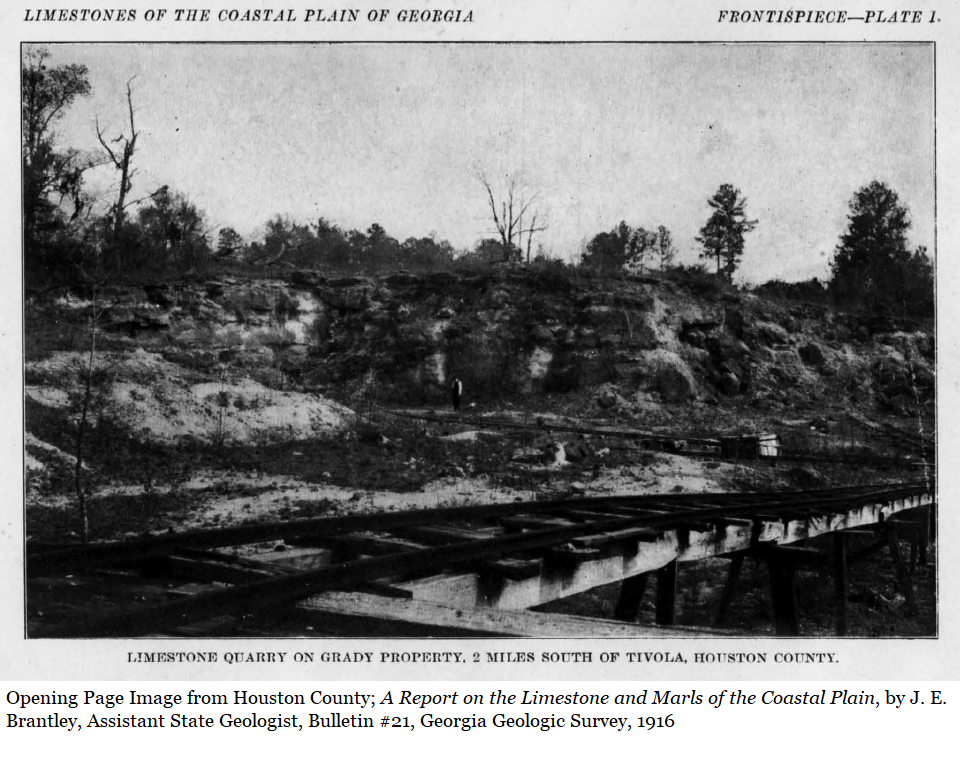 LIMESTONES OF THE COASTAL PLAIN OF GEORGIA
FRONTISPIECE—PLATE 1.
LIMESTONE QUARRY ON GRADY PROPERTY, 2 MILES SOUTH OF TIVOLA, HOUSTON COUNTY.
Opening Page Image from Houston County; A Report on the Limestone and Marls of the Coastal Plain, by J. E.
Brantley, Assistant State Geologist, Bulletin #21, Georgia Geologic Survey, 1916